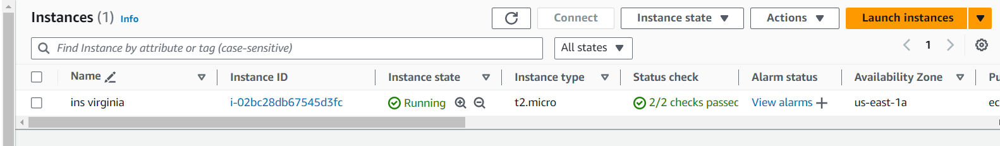 Instances (1) Info Connect Instance state Actions Launch instances
Find Instance by attribute or tag (case-sensitive) All states 1
Name Instance ID Instance state Instance type Status check Alarm status Availability Zone Pu
ins virginia i-02bc28db67545d3fc Running t2.micro 2/2 checks passed View alarms + us-east-1a ec